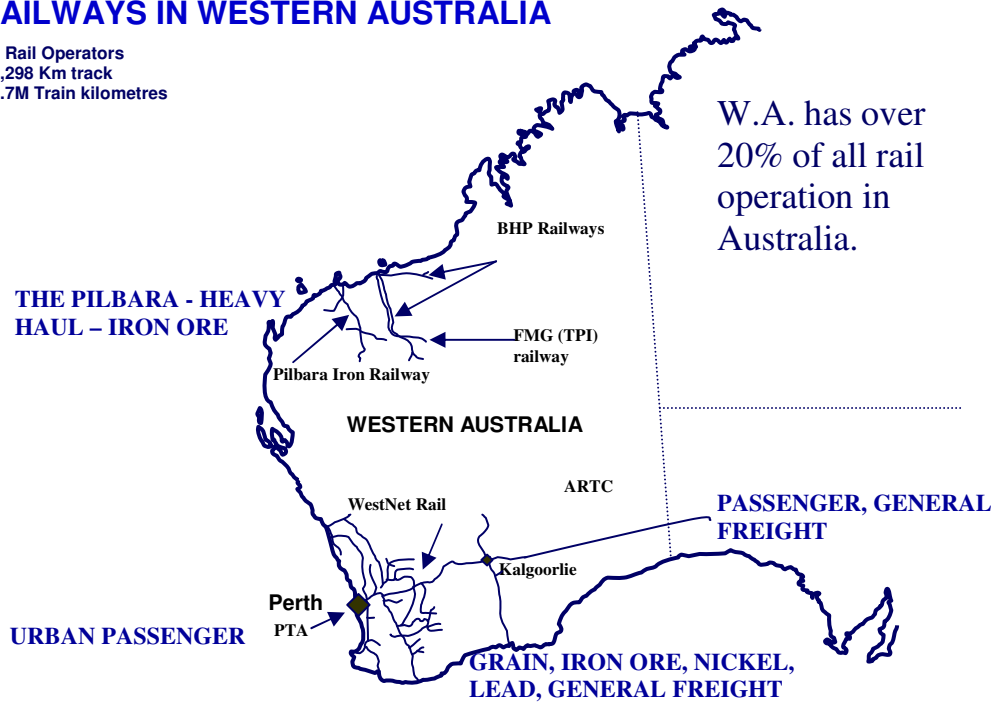 AILWAYS IN WESTERN AUSTRALIA
Rail Operators
,298 Km track
.7M Train kilometres
W.A. has over
20% of all rail
operation in
Australia.
BHP Railways
THE PILBARA - HEAVY
HAUL – IRON ORE
FMG (TPI)
railway
Pilbara Iron Railway
WESTERN AUSTRALIA
ARTC
WestNet Rail
PASSENGER, GENERAL
FREIGHT
Kalgoorlie
Perth
PTA
URBAN PASSENGER
GRAIN, IRON ORE, NICKEL,
LEAD, GENERAL FREIGHT